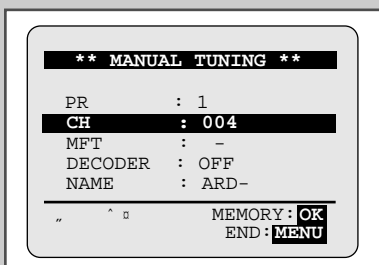 ** MANUAL TUNING **
PR : 1
CH : 004
MFT : -
DECODER : OFF
NAME : ARD-
„ ˆ ¤ MEMORY:OK
END:MENU